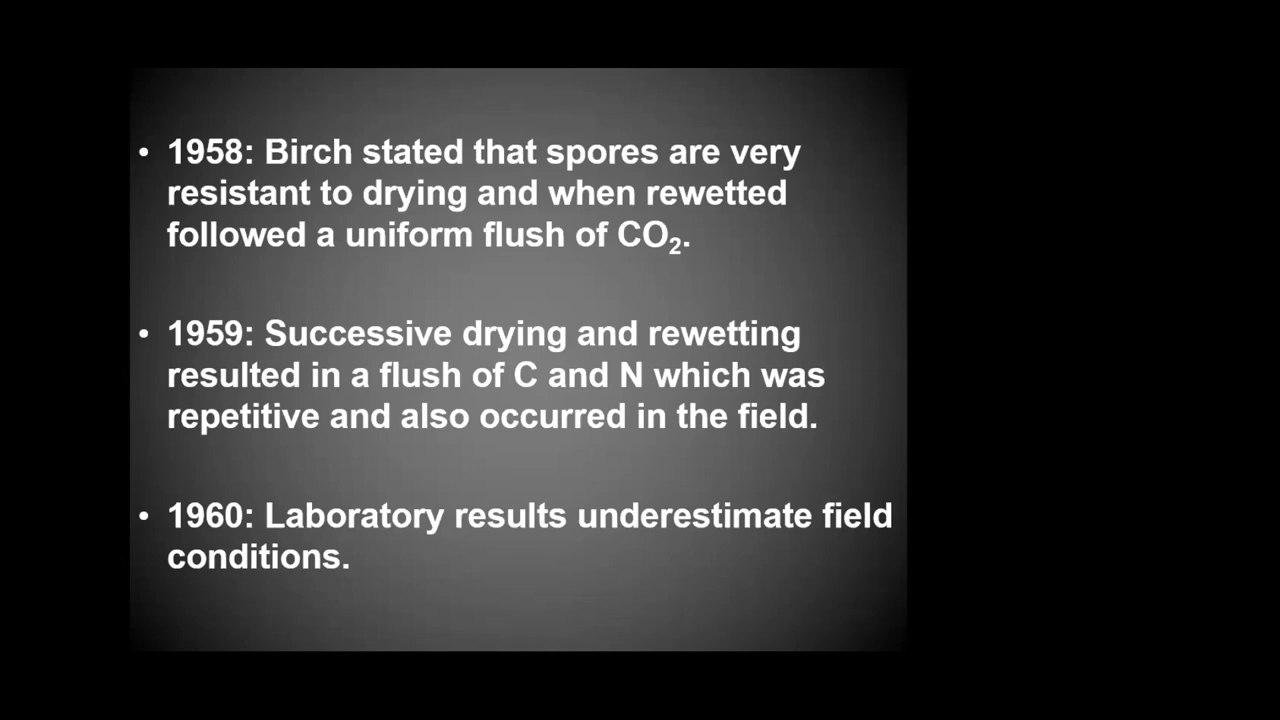 • 1958: Birch stated that spores are very
resistant to drying and when rewetted
followed a uniform flush of CO₂.
• 1959: Successive drying and rewetting
resulted in a flush of C and N which was
repetitive and also occurred in the field.
• 1960: Laboratory results underestimate field
conditions.